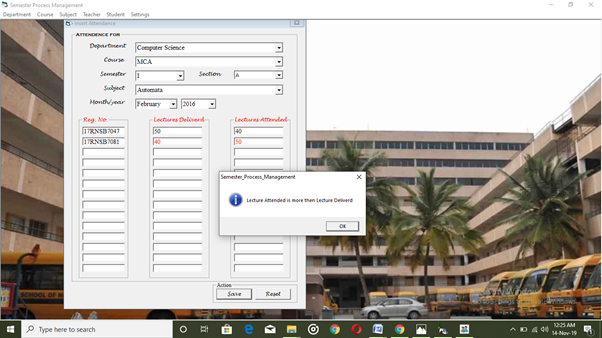 Semester Process Management
Department Course Subject Teacher Student Settings
Insert Attendance
ATTENDENCE FOR
Department Computer Science
Course MCA
Semester I Section A
Subject Automata
Month/year February 2016
Reg. No Lectures Deliverd Lectures Attended
17RNSB7047 50 40
17RNSB7081 40 50
Semester_Process_Management
Lecture Attended is more then Lecture Deliverd
OK
Action
Save Reset
SCHOOL OF
Type here to search
12:25 AM
14-Nov-19